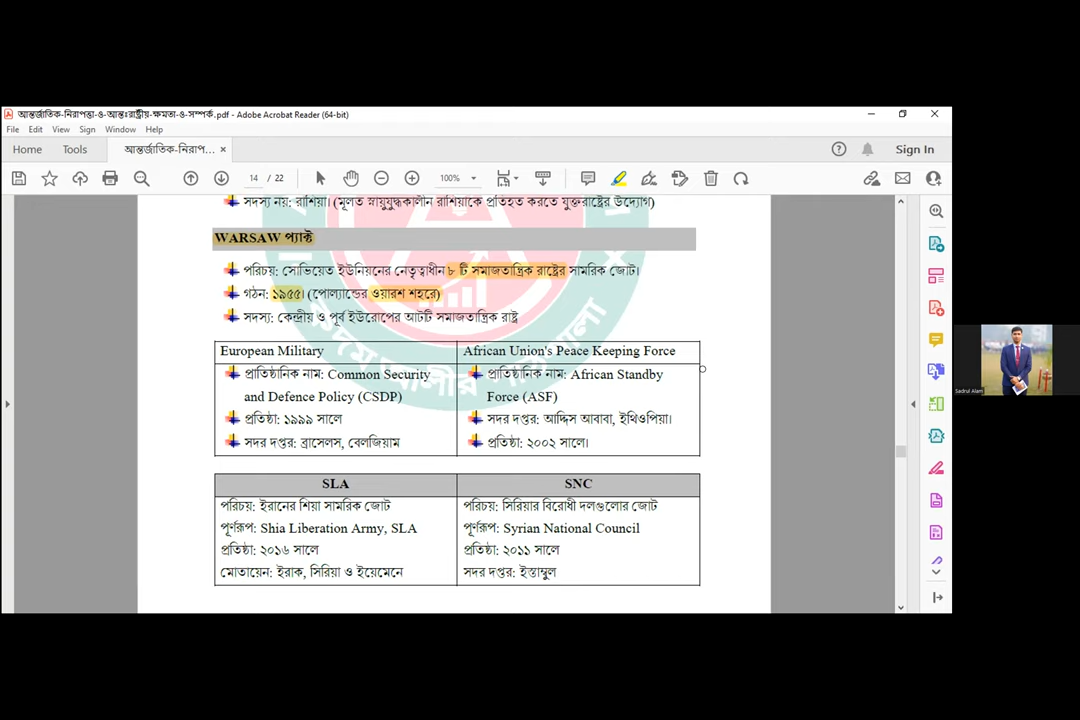 আন্তর্জাতিক-নিরাপত্তা-ও-আন্তঃরাষ্ট্রীয়-ক্ষমতা-ও-সম্পর্ক.pdf - Adobe Acrobat Reader (64-bit)
File Edit View Sign Window Help
Home Tools আন্তর্জাতিক-নিরাপ... × Sign In
14 / 22 100%
সদস্য নয়: রাশিয়া। (মূলত স্নায়ুযুদ্ধকালীন রাশিয়াকে প্রতিহত করতে যুক্তরাষ্ট্রের উদ্যোগ)
WARSAW প্যাক্ট
পরিচয়: সোভিয়েত ইউনিয়নের নেতৃত্বাধীন ৮ টি সমাজতান্ত্রিক রাষ্ট্রের সামরিক জোট।
গঠন: ১৯৫৫। (পোল্যান্ডের ওয়ারশ শহরে)
সদস্য: কেন্দ্রীয় ও পূর্ব ইউরোপের আটটি সমাজতান্ত্রিক রাষ্ট্র
European Military
প্রাতিষ্ঠানিক নাম: Common Security
and Defence Policy (CSDP)
প্রতিষ্ঠা: ১৯৯৯ সালে
সদর দপ্তর: ব্রাসেলস, বেলজিয়াম
African Union's Peace Keeping Force
প্রাতিষ্ঠানিক নাম: African Standby
Force (ASF)
সদর দপ্তর: আদ্দিস আবাবা, ইথিওপিয়া।
প্রতিষ্ঠা: ২০০২ সালে।
SLA
পরিচয়: ইরানের শিয়া সামরিক জোট
পূর্ণরূপ: Shia Liberation Army, SLA
প্রতিষ্ঠা: ২০১৬ সালে
মোতায়েন: ইরাক, সিরিয়া ও ইয়েমেনে
SNC
পরিচয়: সিরিয়ার বিরোধী দলগুলোর জোট
পূর্ণরূপ: Syrian National Council
প্রতিষ্ঠা: ২০১১ সালে
সদর দপ্তর: ইস্তাম্বুল
Sadrul Alam